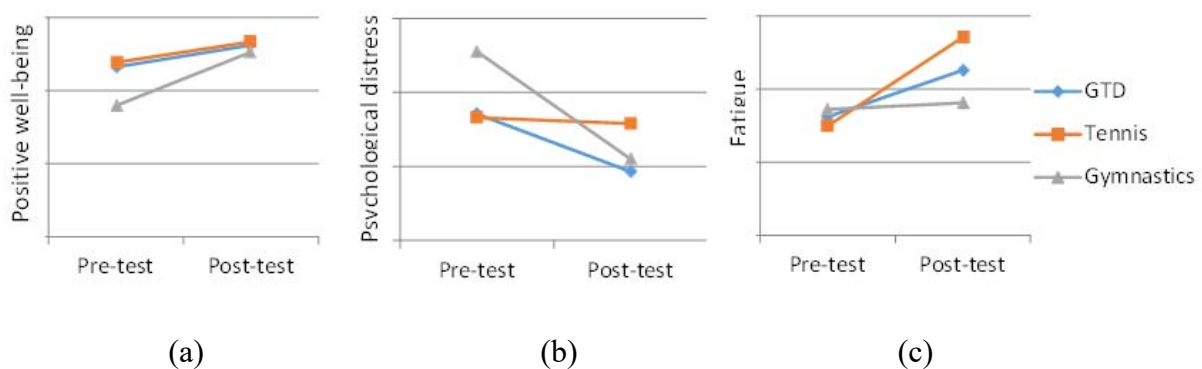 Positive well-being
Pre-test
Post-test
(a)
Psychological distress
Pre-test
Post-test
(b)
Fatigue
Pre-test
Post-test
(c)
GTD
Tennis
Gymnastics